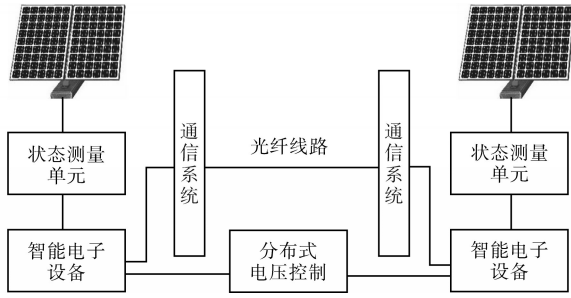 状态测量
单元
智能电子
设备
通信系统
光纤线路
分布式
电压控制
通信系统
状态测量
单元
智能电子
设备